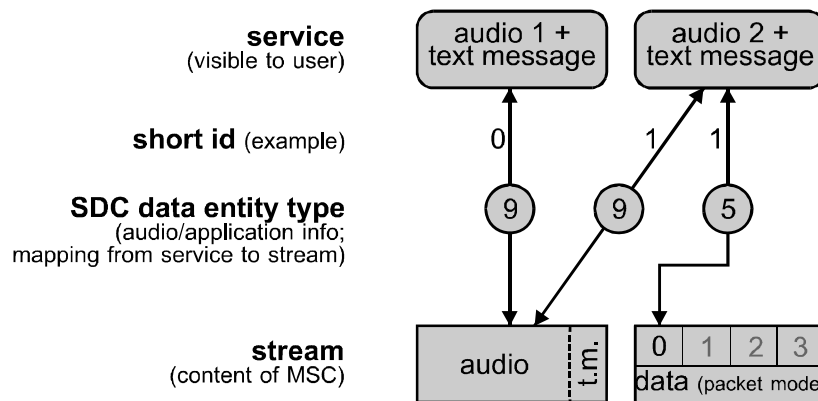 service
(visible to user)
audio 1 +
text message
audio 2 +
text message
short id (example)
0
1
1
SDC data entity type
(audio/application info;
mapping from service to stream)
9
9
5
stream
(content of MSC)
audio
t.m.
0 1 2 3
data (packet mode